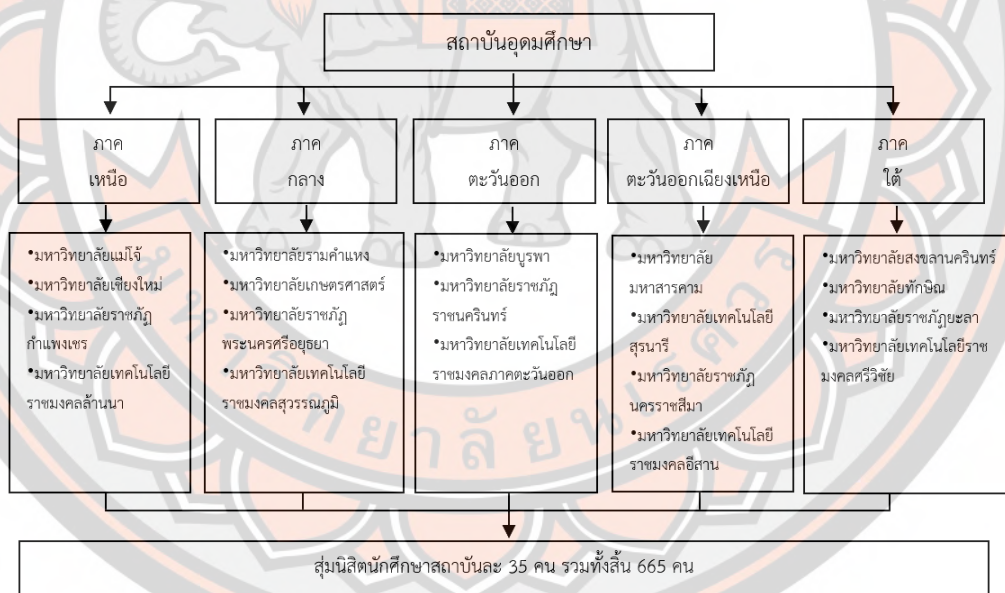 สถาบันอุดมศึกษา
ภาค
เหนือ
ภาค
กลาง
ภาค
ตะวันออก
ภาค
ตะวันออกเฉียงเหนือ
ภาค
ใต้
•มหาวิทยาลัยแม่โจ้
•มหาวิทยาลัยเชียงใหม่
•มหาวิทยาลัยราชภัฏ
กำแพงเชร
•มหาวิทยาลัยเทคโนโลยี
ราชมงคลล้านนา
•มหาวิทยาลัยรามคำแหง
•มหาวิทยาลัยเกษตรศาสตร์
•มหาวิทยาลัยราชภัฏ
พระนครศรีอยุธยา
•มหาวิทยาลัยเทคโนโลยี
ราชมงคลสุวรรณภูมิ
•มหาวิทยาลัยบูรพา
•มหาวิทยาลัยราชภัฏ
ราชนครินทร์
•มหาวิทยาลัยเทคโนโลยี
ราชมงคลภาคตะวันออก
•มหาวิทยาลัย
มหาสารคาม
•มหาวิทยาลัยเทคโนโลยี
สุรนารี
•มหาวิทยาลัยราชภัฏ
นครราชสีมา
•มหาวิทยาลัยเทคโนโลยี
ราชมงคลอีสาน
•มหาวิทยาลัยสงขลานครินทร์
•มหาวิทยาลัยทักษิณ
•มหาวิทยาลัยราชภัฏยะลา
•มหาวิทยาลัยเทคโนโลยีราช
มงคลศรีวิชัย
สุ่มนิสิตนักศึกษาสถาบันละ 35 คน รวมทั้งสิ้น 665 คน